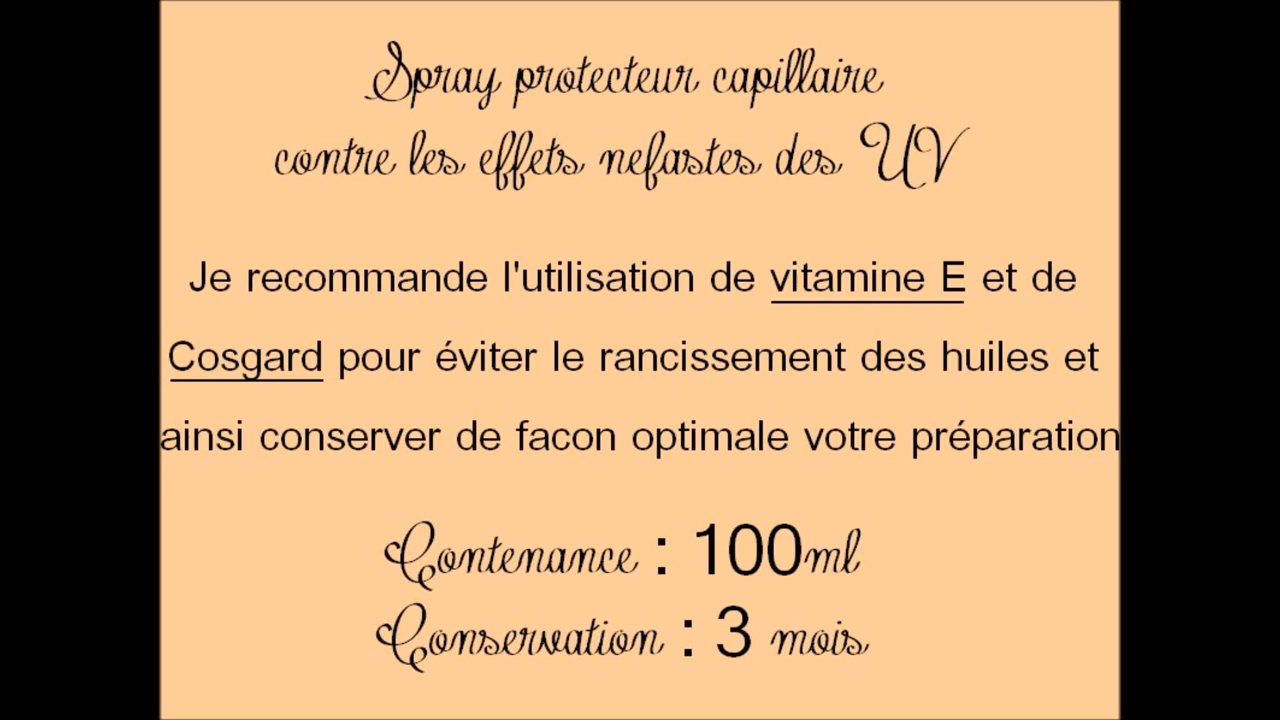 Spray protecteur capillaire
contre les effets nefastes des UV
Je recommande l'utilisation de vitamine E et de
Cosgard pour éviter le rancissement des huiles et
ainsi conserver de facon optimale votre préparation
Contenance : 100ml
Conservation : 3 mois